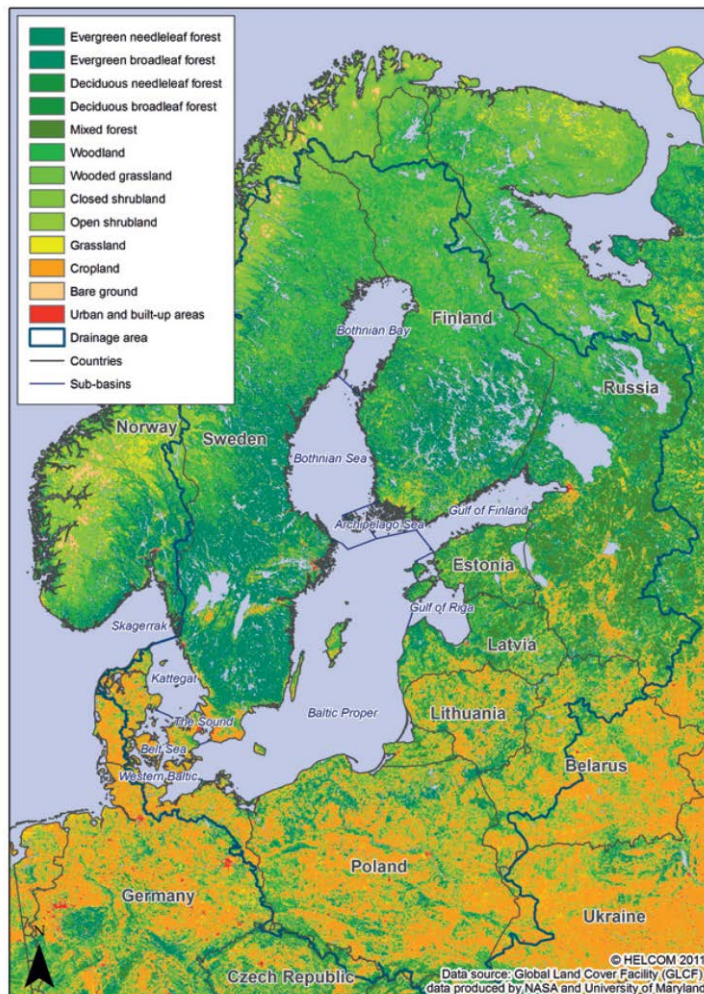 Evergreen needleleaf forest
Evergreen broadleaf forest
Deciduous needleleaf forest
Deciduous broadleaf forest
Mixed forest
Woodland
Wooded grassland
Closed shrubland
Open shrubland
Grassland
Cropland
Bare ground
Urban and built-up areas
Drainage area
Countries
Sub-basins
Bothnian Bay
Finland
Russia
Norway
Sweden
Bothnian Sea
Archipelago Sea
Gulf of Finland
Estonia
Gulf of Riga
Skagerrak
Latvia
Kattegat
Baltic Proper
Lithuania
The Sound
Belt Sea
Belarus
Western Baltic
Poland
Germany
Ukraine
N
Czech Republic
© HELCOM 2011
Data source: Global Land Cover Facility (GLCF),
data produced by NASA and University of Maryland